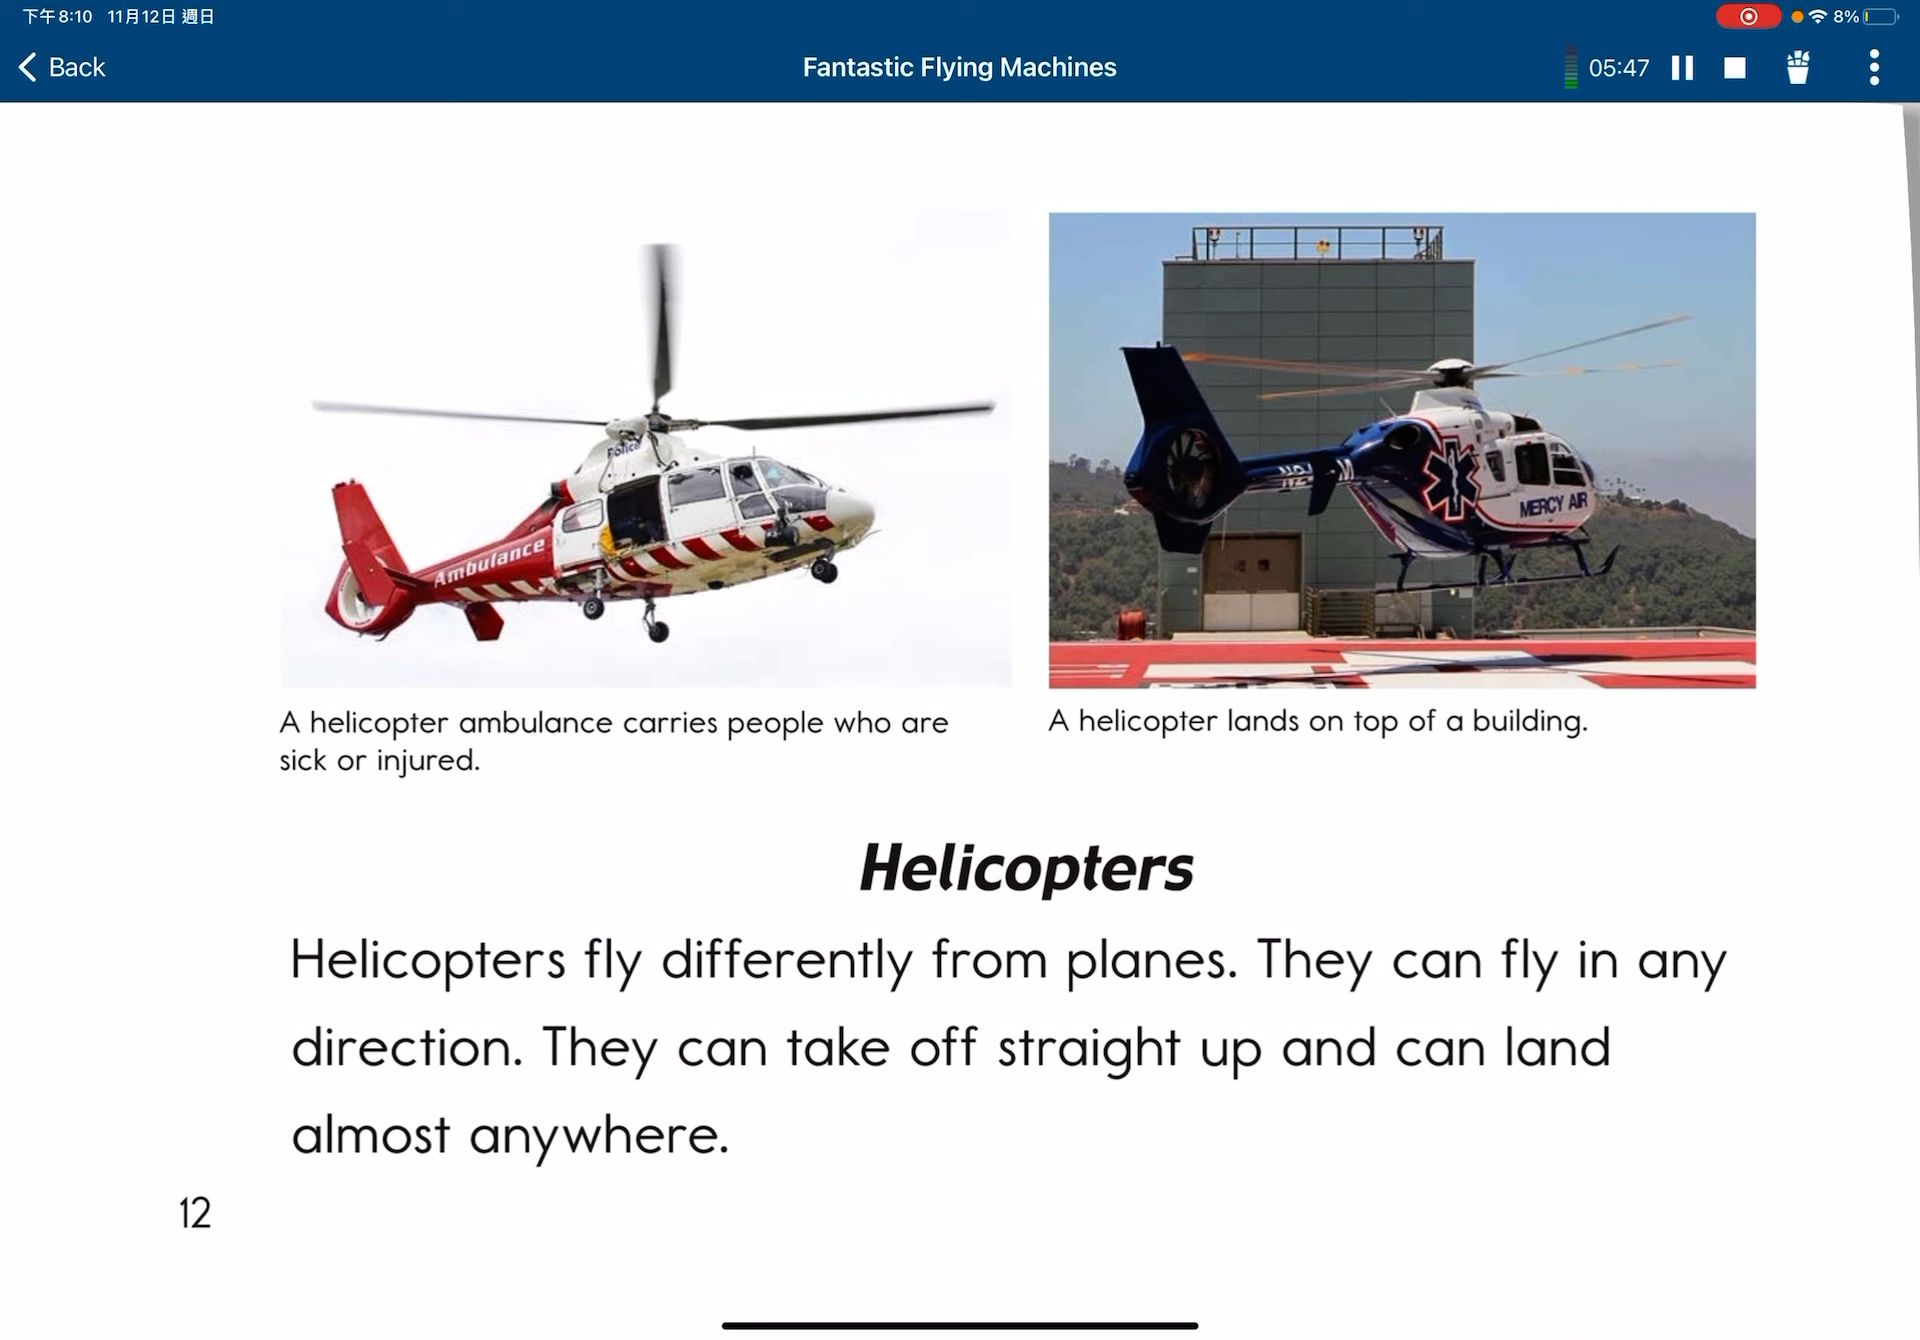 下午8:10 11月12日 週日
8%
Back
Fantastic Flying Machines
05:47
Police
Ambulance
MERCY AIR
A helicopter ambulance carries people who are
sick or injured.
A helicopter lands on top of a building.
Helicopters
Helicopters fly differently from planes. They can fly in any
direction. They can take off straight up and can land
almost anywhere.
12